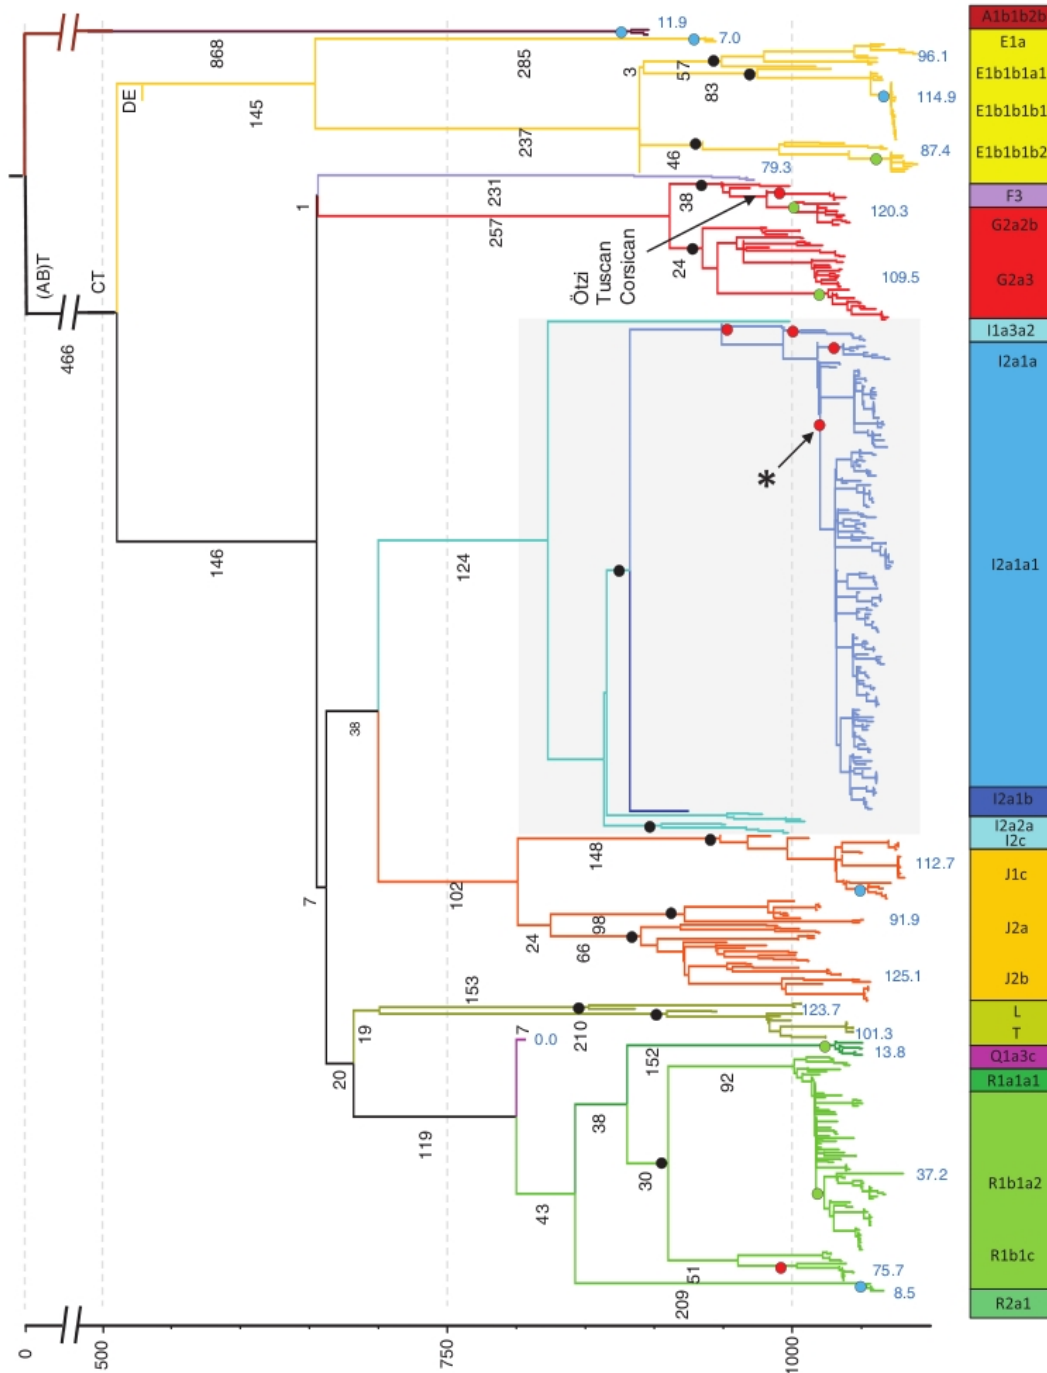 A1b1b2b
11.9
7.0
E1a
868
285
3
57
96.1
E1b1b1a1
DE
83
114.9
E1b1b1b1
145
237
46
87.4
E1b1b1b2
79.3
231
1
38
F3
257
120.3
G2a2b
(AB)T
CT
Ötzi
Tuscan
Corsican
24
109.5
G2a3
466
I1a3a2
I2a1a
*
146
124
I2a1a1
38
I2a1b
I2a2a
I2c
148
112.7
J1c
7
102
24
98
66
91.9
J2a
125.1
J2b
153
19
210
123.7
L
101.3
T
20
7
0.0
152
13.8
Q1a3c
92
R1a1a1
119
38
30
37.2
R1b1a2
43
51
75.7
R1b1c
209
8.5
R2a1
0
500
750
1000